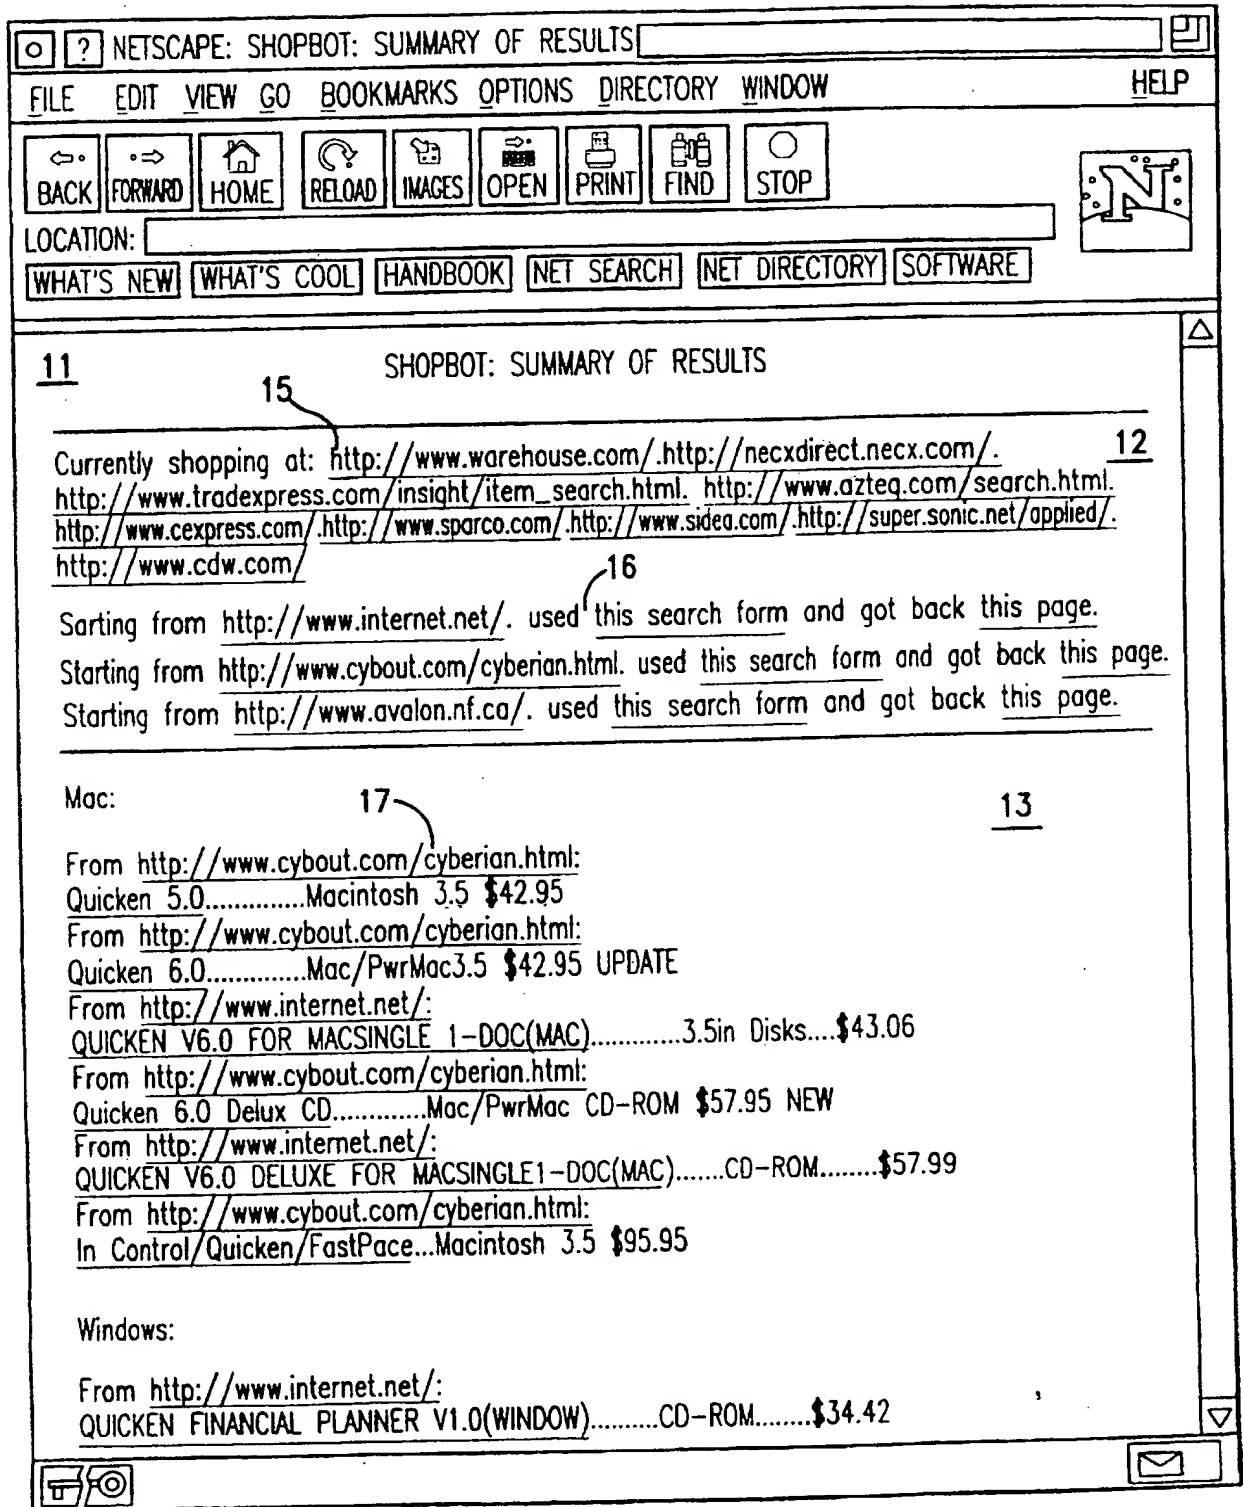 ? NETSCAPE: SHOPBOT: SUMMARY OF RESULTS
FILE EDIT VIEW GO BOOKMARKS OPTIONS DIRECTORY WINDOW HELP
BACK FORWARD HOME RELOAD IMAGES OPEN PRINT FIND STOP
N
LOCATION:
WHAT'S NEW WHAT'S COOL HANDBOOK NET SEARCH NET DIRECTORY SOFTWARE
11 SHOPBOT: SUMMARY OF RESULTS
15
Currently shopping at: http://www.warehouse.com/.http://necxdirect.necx.com/. 12
http://www.tradexpress.com/insight/item_search.html. http://www.azteq.com/search.html.
http://www.cexpress.com/.http://www.sparco.com/.http://www.sidea.com/.http://super.sonic.net/applied/.
http://www.cdw.com/
16
Sarting from http://www.internet.net/. used this search form and got back this page.
Starting from http://www.cybout.com/cyberian.html. used this search form and got back this page.
Starting from http://www.avalon.nf.ca/. used this search form and got back this page.
Mac: 17 13
From http://www.cybout.com/cyberian.html:
Quicken 5.0..............Macintosh 3.5 $42.95
From http://www.cybout.com/cyberian.html:
Quicken 6.0..............Mac/PwrMac3.5 $42.95 UPDATE
From http://www.internet.net/:
QUICKEN V6.0 FOR MACSINGLE 1-DOC(MAC).............3.5in Disks....$43.06
From http://www.cybout.com/cyberian.html:
Quicken 6.0 Delux CD.............Mac/PwrMac CD-ROM $57.95 NEW
From http://www.internet.net/:
QUICKEN V6.0 DELUXE FOR MACSINGLE1-DOC(MAC).......CD-ROM........$57.99
From http://www.cybout.com/cyberian.html:
In Control/Quicken/FastPace...Macintosh 3.5 $95.95
Windows:
From http://www.internet.net/:
QUICKEN FINANCIAL PLANNER V1.0(WINDOW)..........CD-ROM........$34.42